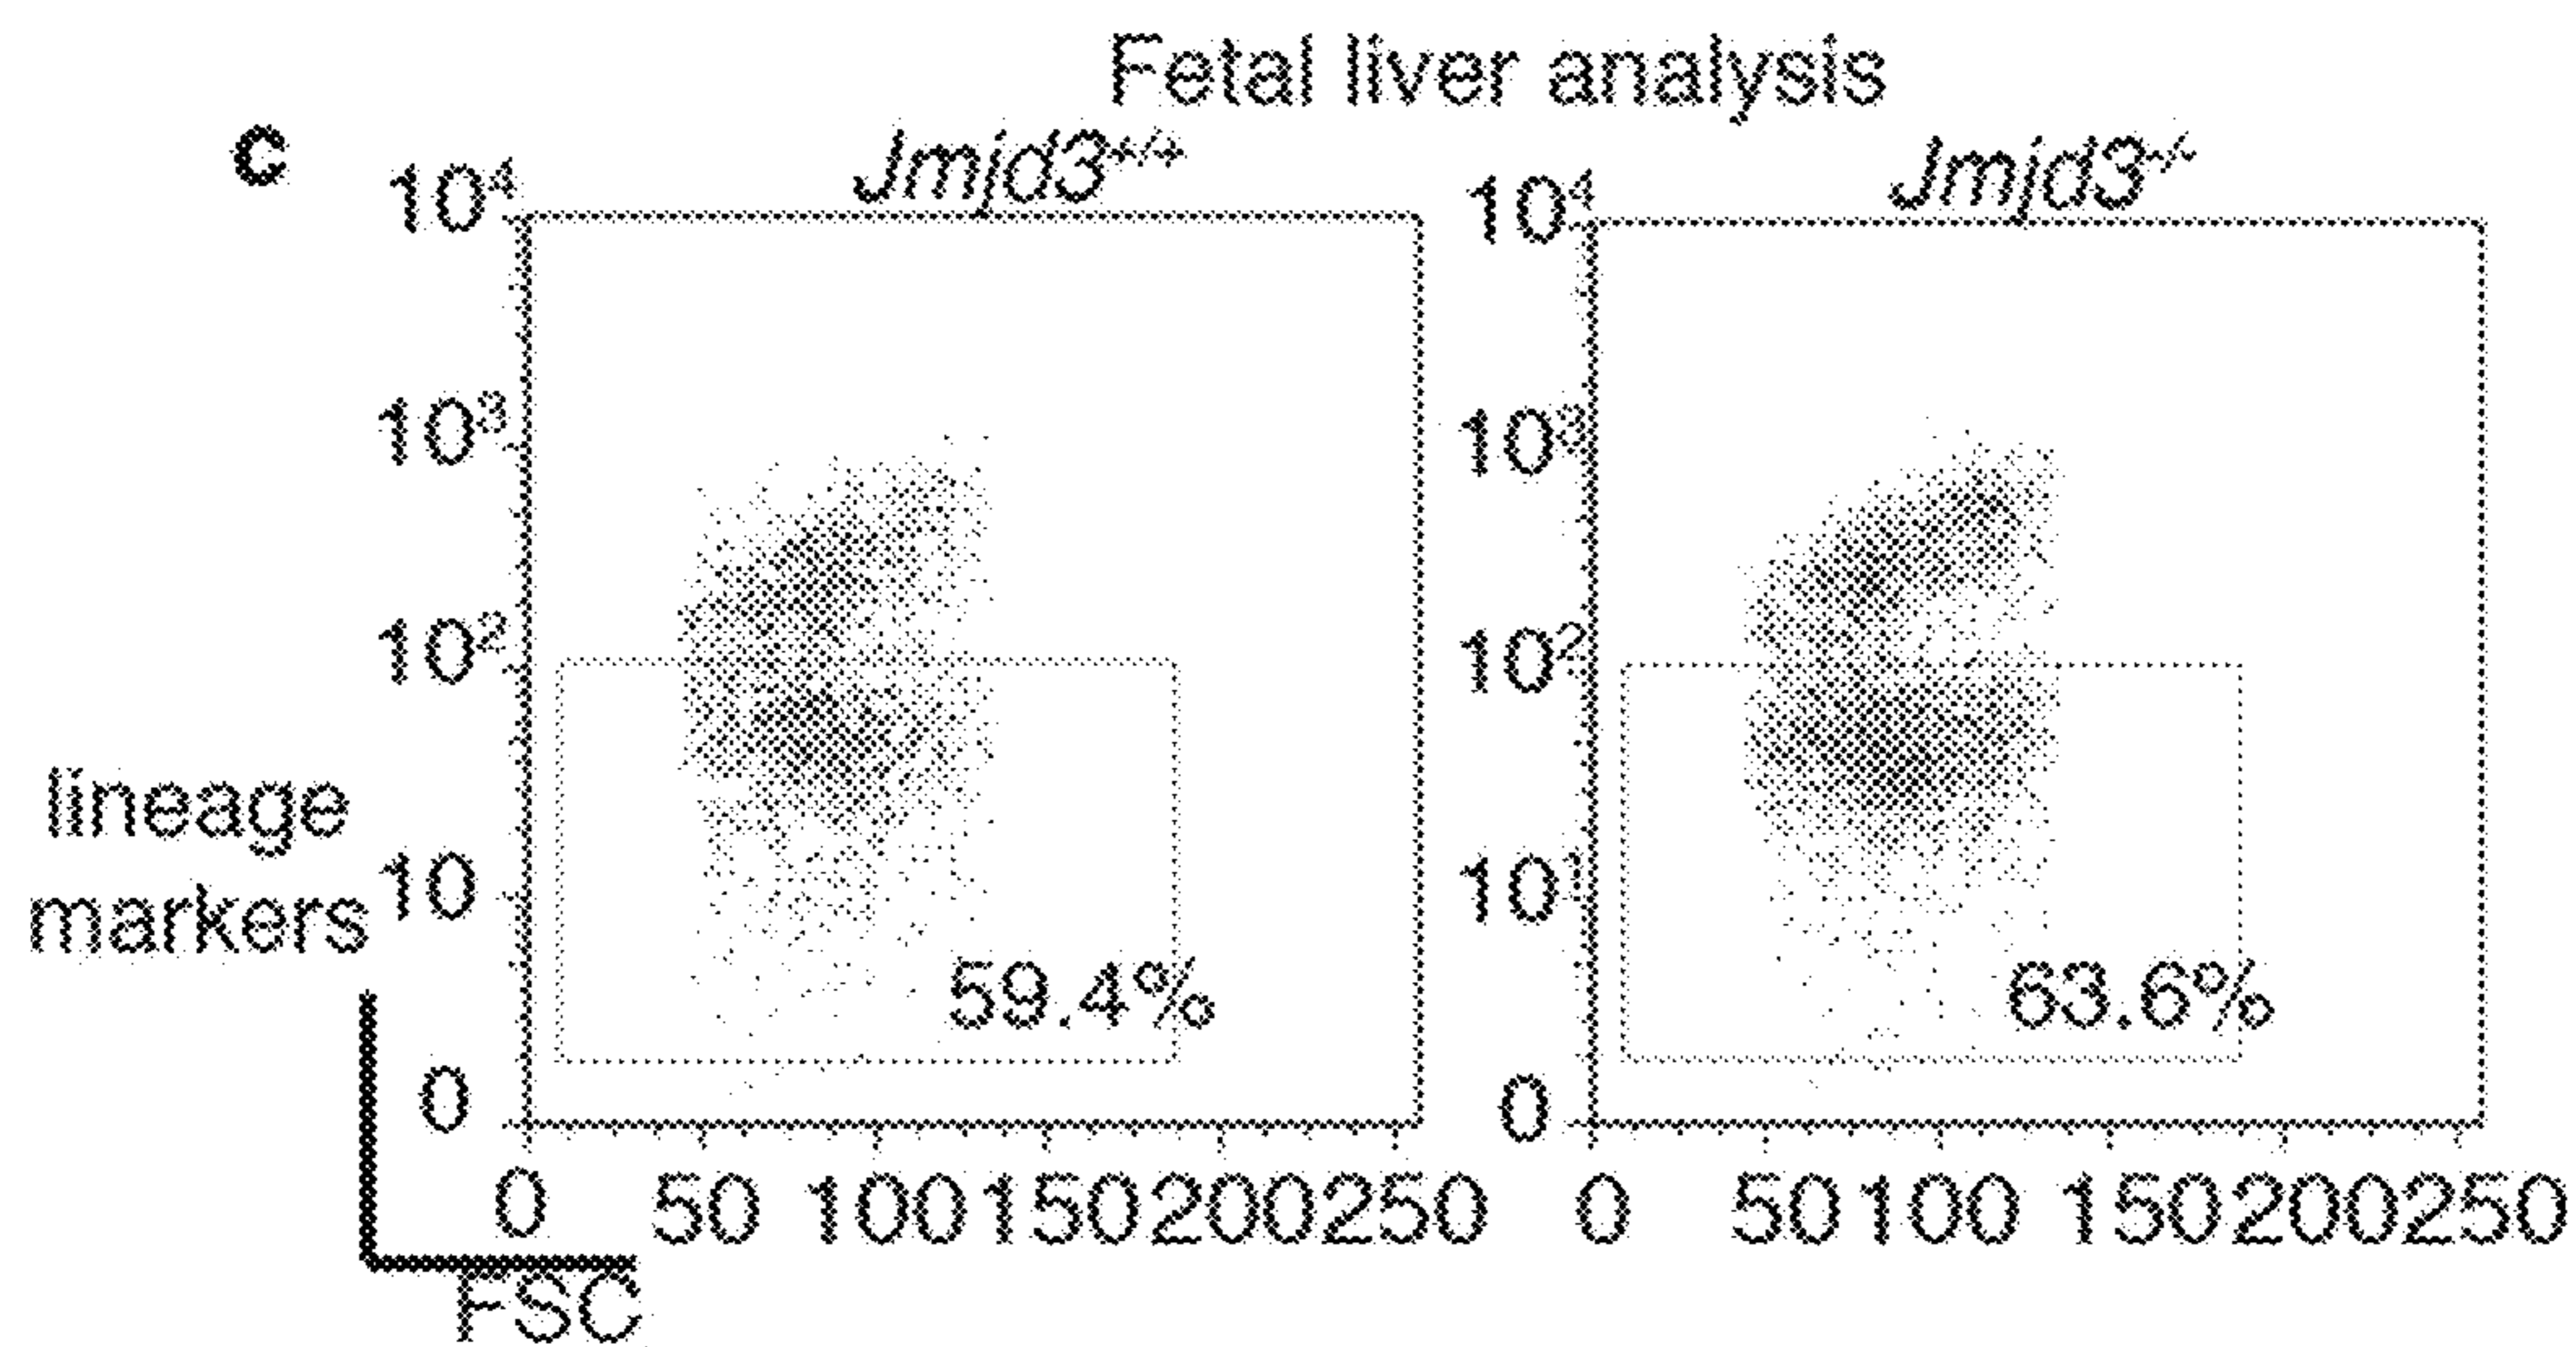 Fetal liver analysis
c
Jmjd3+/+
Jmjd3-/-
10⁴
10³
10²
10
0
10⁴
10³
10²
10¹
0
lineage
markers
59.4%
63.6%
0 50 100 150 200 250
0 50 100 150 200 250
FSC